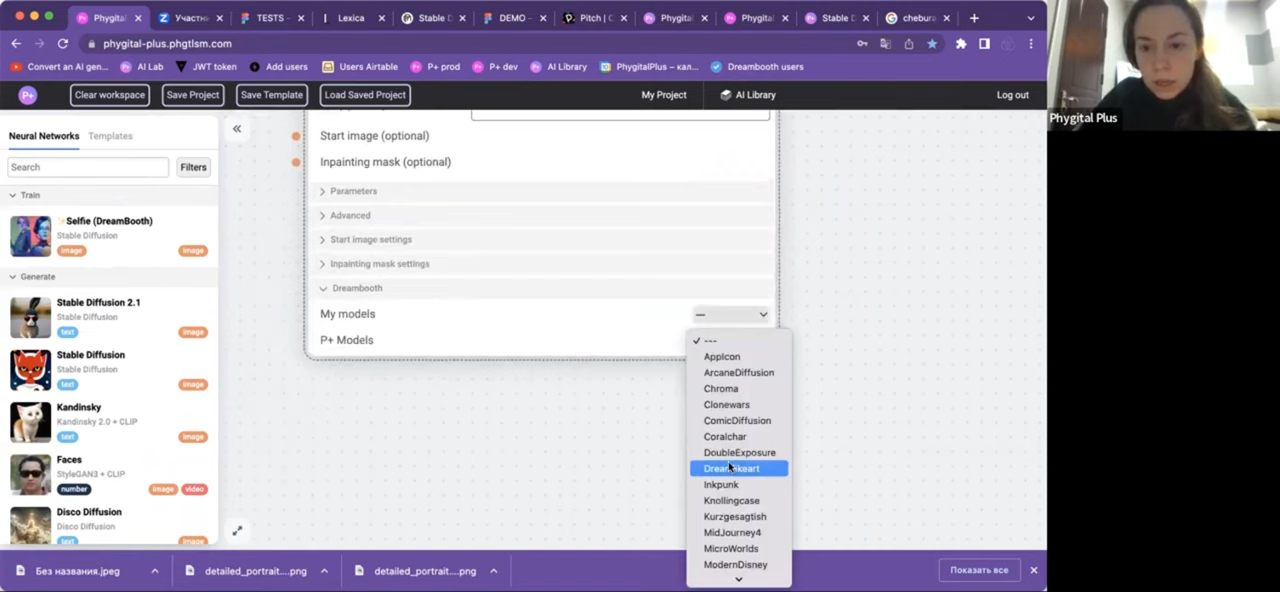 Phygital
Участни
TESTS -
Lexica
Stable D
DEMO -
Pitch | C
Phygital
Phygital
Stable D
chebura
phygital-plus.phgtlsm.com
Convert an AI gen...
AI Lab
JWT token
Add users
Users Airtable
P+ prod
P+ dev
AI Library
PhygitalPlus – кал...
Dreambooth users
P+
Clear workspace
Save Project
Save Template
Load Saved Project
My Project
AI Library
Log out
Phygital Plus
Neural Networks
Templates
Search
Filters
Train
Selfie (DreamBooth)
Stable Diffusion
image
image
Generate
Stable Diffusion 2.1
Stable Diffusion
text
image
Stable Diffusion
Stable Diffusion
text
image
Kandinsky
Kandinsky 2.0 + CLIP
text
image
Faces
StyleGAN3 + CLIP
number
image
video
Disco Diffusion
Disco Diffusion
text
image
Start image (optional)
Inpainting mask (optional)
Parameters
Advanced
Start image settings
Inpainting mask settings
Dreambooth
My models
—
P+ Models
---
AppIcon
ArcaneDiffusion
Chroma
Clonewars
ComicDiffusion
Coralchar
DoubleExposure
Inkpunk
Knollingcase
Kurzgesagtish
MidJourney4
MicroWorlds
ModernDisney
Без названия.jpeg
detailed_portrait....png
detailed_portrait....png
Показать все